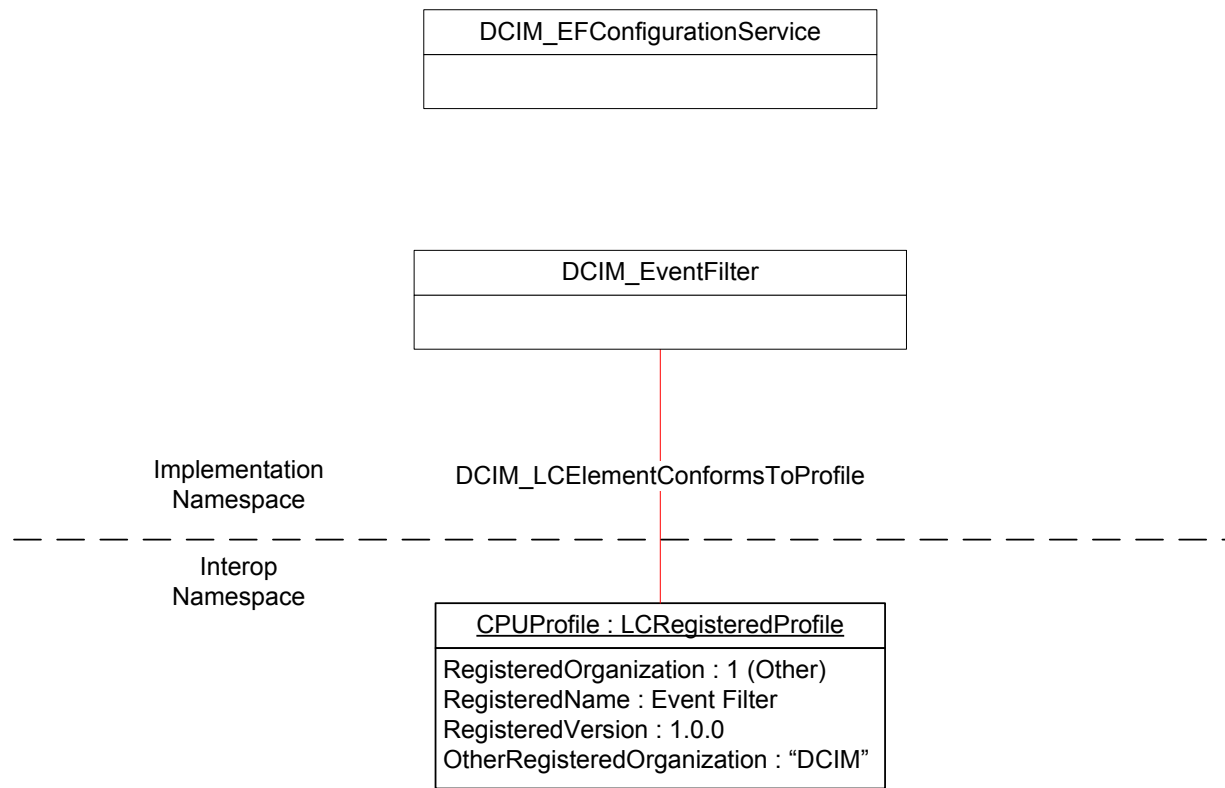 DCIM_EFConfigurationService
DCIM_EventFilter
Implementation
Namespace
DCIM_LCElementConformsToProfile
Interop
Namespace
CPUProfile : LCRegisteredProfile
RegisteredOrganization : 1 (Other)
RegisteredName : Event Filter
RegisteredVersion : 1.0.0
OtherRegisteredOrganization : “DCIM”